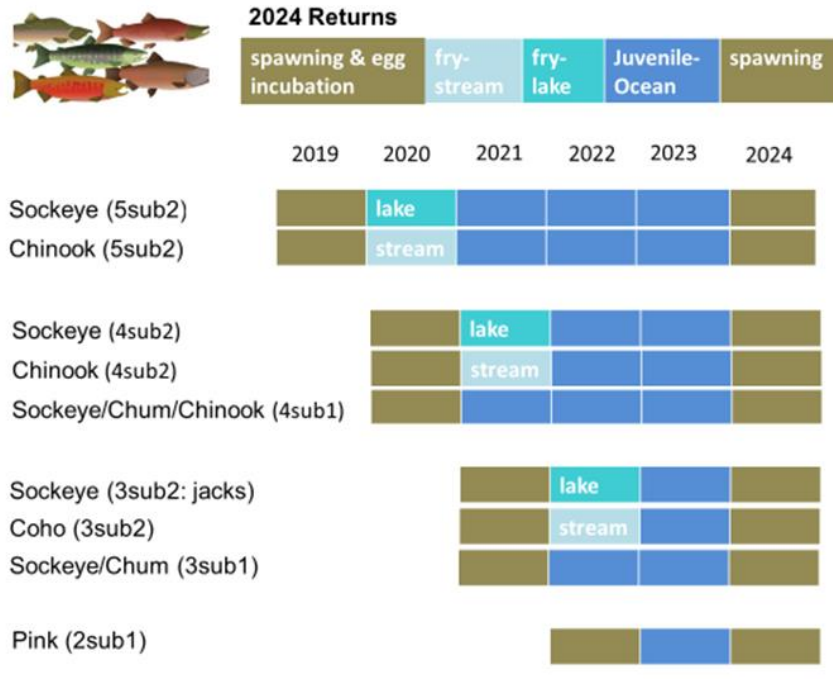 2024 Returns
spawning & egg incubation fry-stream fry-lake Juvenile-Ocean spawning
2019 2020 2021 2022 2023 2024
Sockeye (5sub2) lake
Chinook (5sub2) stream
Sockeye (4sub2) lake
Chinook (4sub2) stream
Sockeye/Chum/Chinook (4sub1)
Sockeye (3sub2: jacks) lake
Coho (3sub2) stream
Sockeye/Chum (3sub1)
Pink (2sub1)